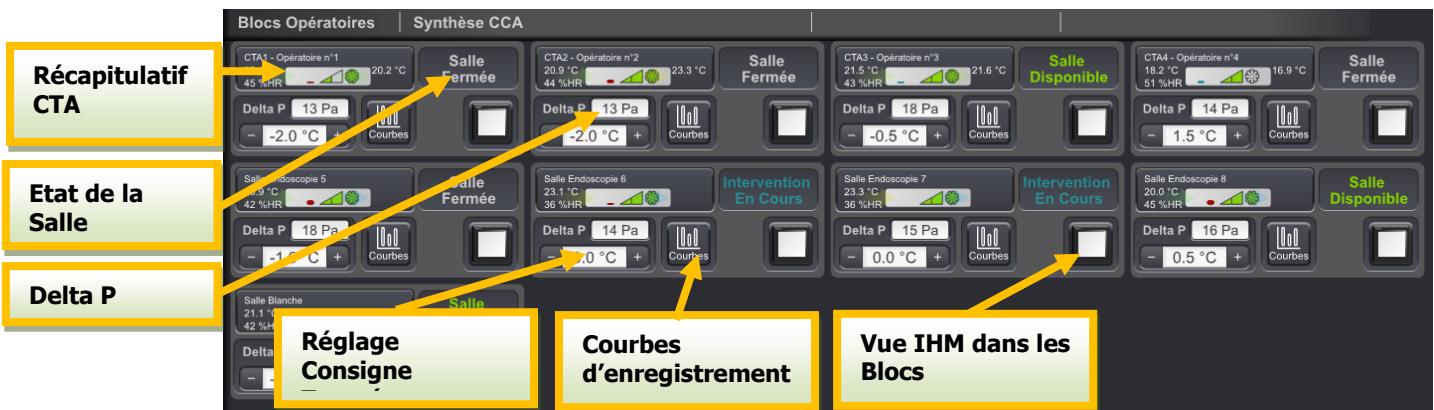 Blocs Opératoires Synthèse CCA
Récapitulatif
CTA
Etat de la
Salle
Delta P
CTA1 - Opératoire n°1
20.2 °C
45 %HR
Salle
Fermée
Delta P 13 Pa
- -2.0 °C +
Courbes
CTA2 - Opératoire n°2
20.9 °C 23.3 °C
44 %HR
Salle
Fermée
Delta P 13 Pa
-2.0 °C +
Courbes
CTA3 - Opératoire n°3
21.5 °C 21.6 °C
43 %HR
Salle
Disponible
Delta P 18 Pa
- -0.5 °C +
Courbes
CTA4 - Opératoire n°4
18.2 °C 16.9 °C
51 %HR
Salle
Fermée
Delta P 14 Pa
- 1.5 °C +
Courbes
Salle Endoscopie 5
42 %HR
Salle
Fermée
Delta P 18 Pa
- °C +
Courbes
Salle Endoscopie 6
23.1 °C
36 %HR
Intervention
En Cours
Delta P 14 Pa
- °C +
Courbes
Salle Endoscopie 7
23.3 °C
36 %HR
Intervention
En Cours
Delta P 15 Pa
- 0.0 °C +
Courbes
Salle Endoscopie 8
20.0 °C
45 %HR
Salle
Disponible
Delta P 16 Pa
- 0.5 °C +
Courbes
Salle Blanche
21.1 °C
42 %H
Salle
Delta
-
Réglage
Consigne
Courbes
d'enregistrement
Vue IHM dans les
Blocs